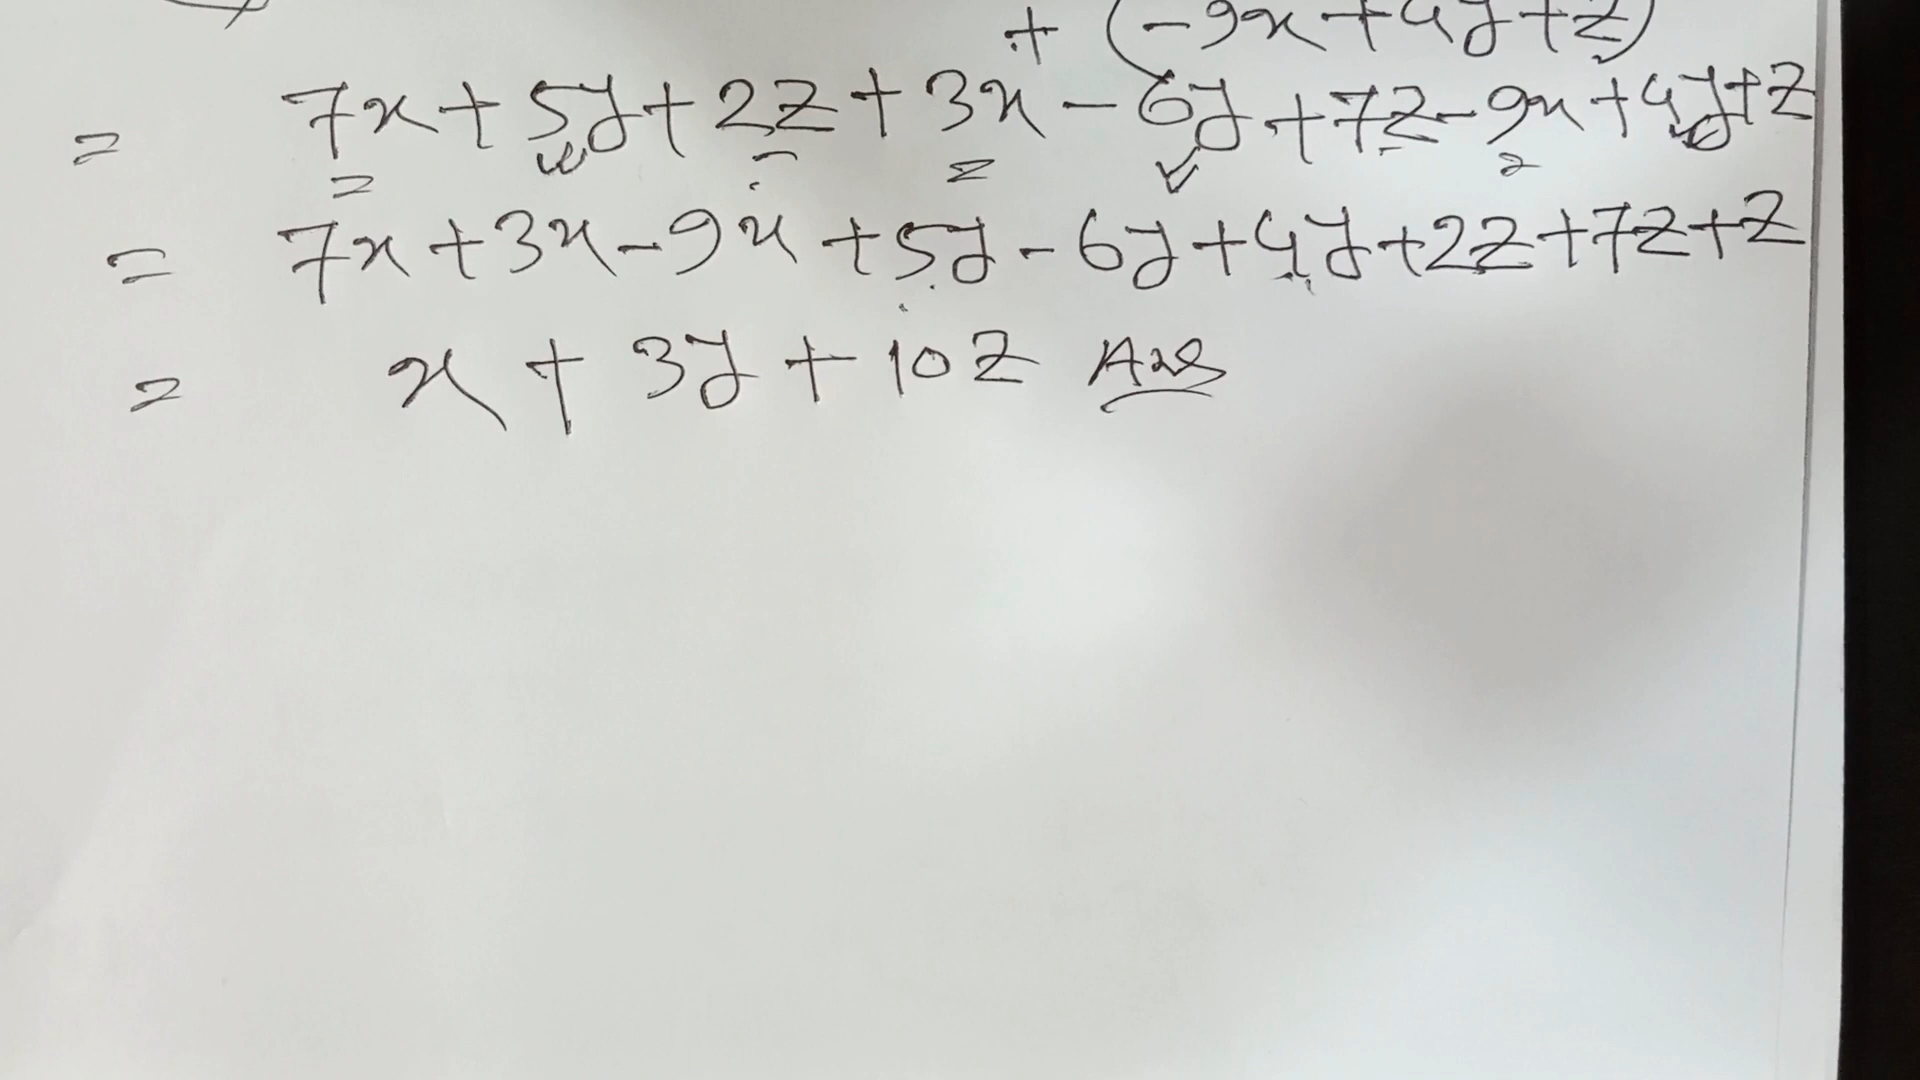 + (-9x+4y+z)
= 7x+5y+2z+3x-6y+7z-9x+4y+z
= 7x+3x-9x+5y-6y+4y+2z+7z+z
= x+3y+10z Ans